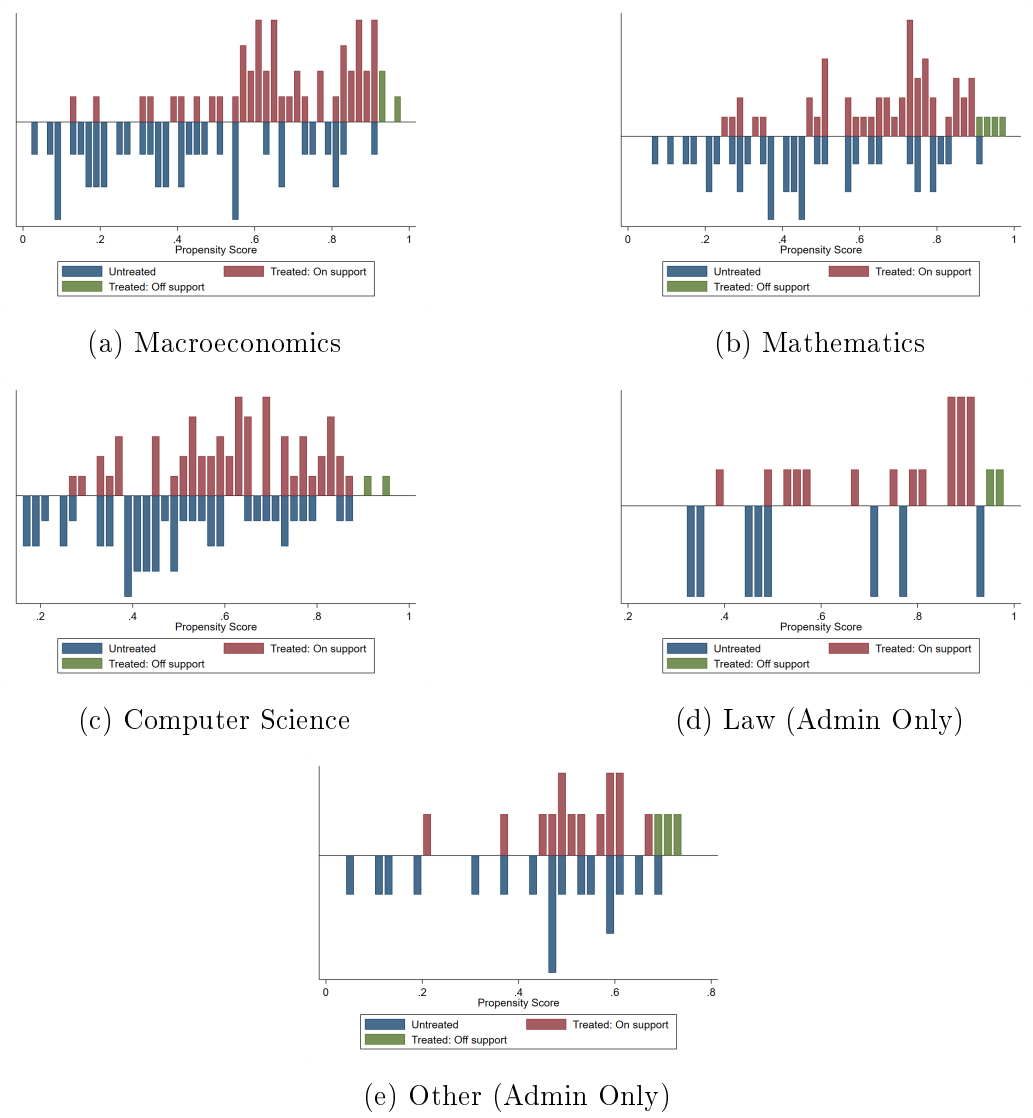 0 .2 .4 .6 .8 1
Propensity Score
Untreated Treated: On support
Treated: Off support
(a) Macroeconomics
0 .2 .4 .6 .8 1
Propensity Score
Untreated Treated: On support
Treated: Off support
(b) Mathematics
.2 .4 .6 .8 1
Propensity Score
Untreated Treated: On support
Treated: Off support
(c) Computer Science
.2 .4 .6 .8 1
Propensity Score
Untreated Treated: On support
Treated: Off support
(d) Law (Admin Only)
0 .2 .4 .6 .8
Propensity Score
Untreated Treated: On support
Treated: Off support
(e) Other (Admin Only)